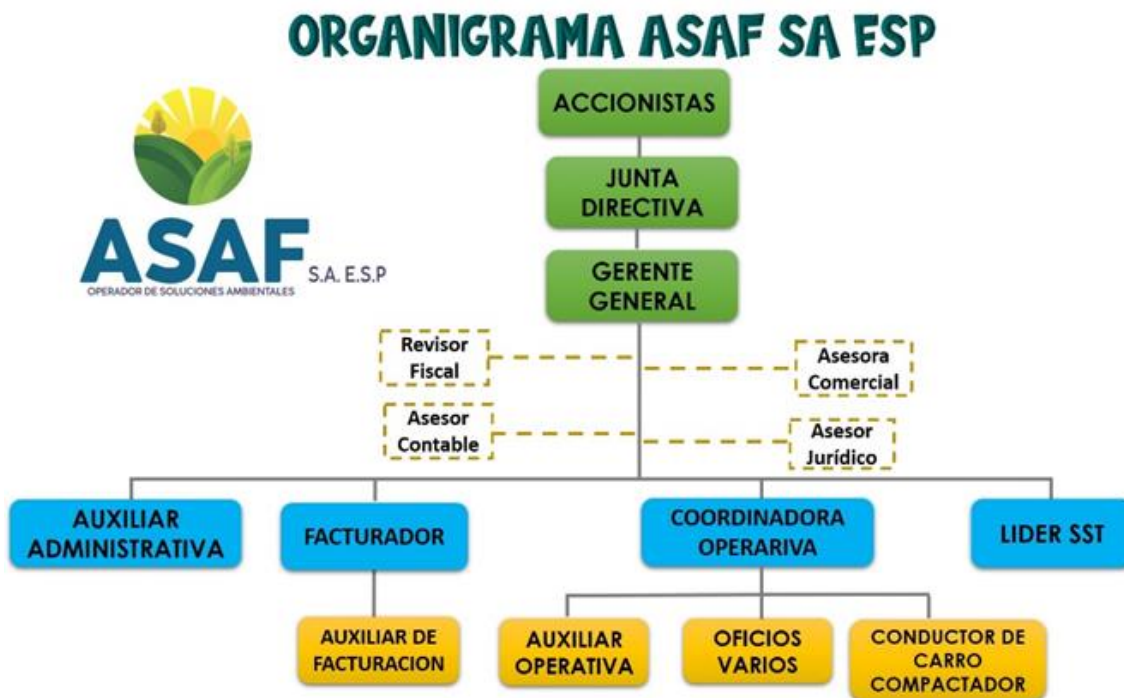 ORGANIGRAMA ASAF SA ESP
ASAF S.A. E.S.P
OPERADOR DE SOLUCIONES AMBIENTALES
ACCIONISTAS
JUNTA
DIRECTIVA
GERENTE
GENERAL
Revisor
Fiscal
Asesora
Comercial
Asesor
Contable
Asesor
Jurídico
AUXILIAR
ADMINISTRATIVA
FACTURADOR
COORDINADORA
OPERARIVA
LIDER SST
AUXILIAR DE
FACTURACION
AUXILIAR
OPERATIVA
OFICIOS
VARIOS
CONDUCTOR DE
CARRO
COMPACTADOR